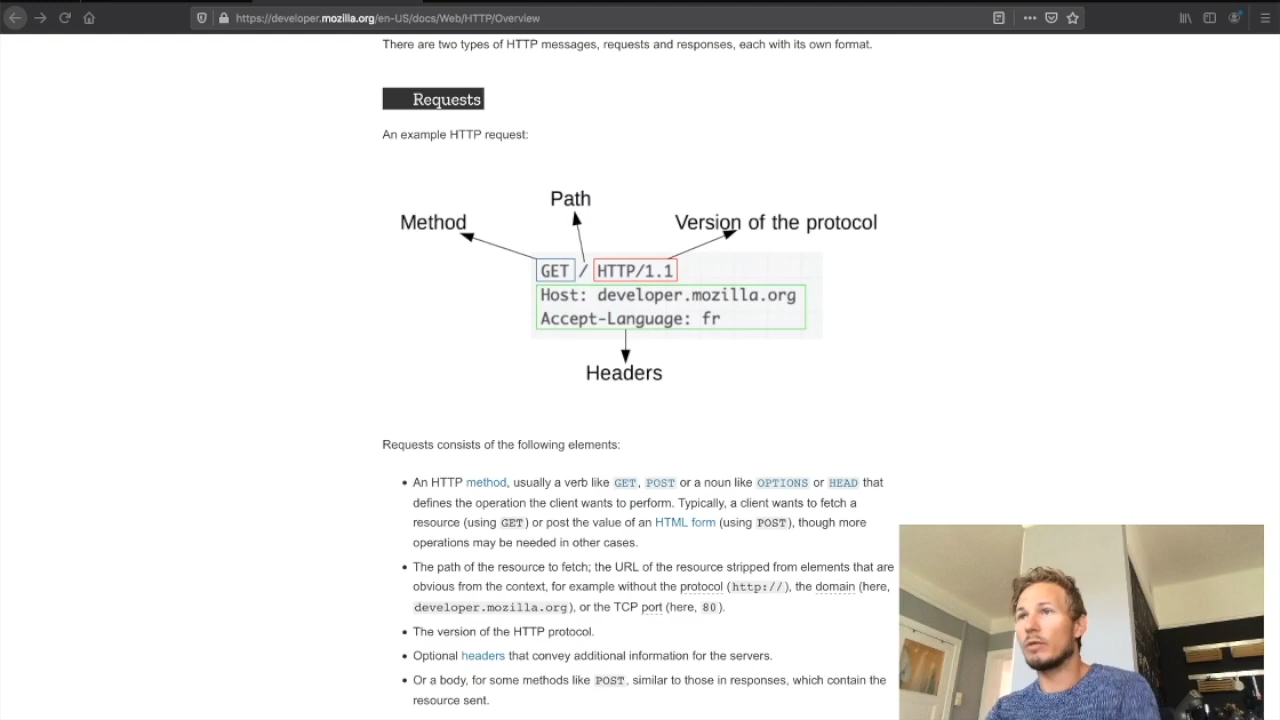 https://developer.mozilla.org/en-US/docs/Web/HTTP/Overview
There are two types of HTTP messages, requests and responses, each with its own format.
Requests
An example HTTP request:
Path
Method
Version of the protocol
GET / HTTP/1.1
Host: developer.mozilla.org
Accept-Language: fr
Headers
Requests consists of the following elements:
• An HTTP method, usually a verb like GET, POST or a noun like OPTIONS or HEAD that
defines the operation the client wants to perform. Typically, a client wants to fetch a
resource (using GET) or post the value of an HTML form (using POST), though more
operations may be needed in other cases.
• The path of the resource to fetch; the URL of the resource stripped from elements that are
obvious from the context, for example without the protocol (http://), the domain (here,
developer.mozilla.org), or the TCP port (here, 80).
• The version of the HTTP protocol.
• Optional headers that convey additional information for the servers.
• Or a body, for some methods like POST, similar to those in responses, which contain the
resource sent.